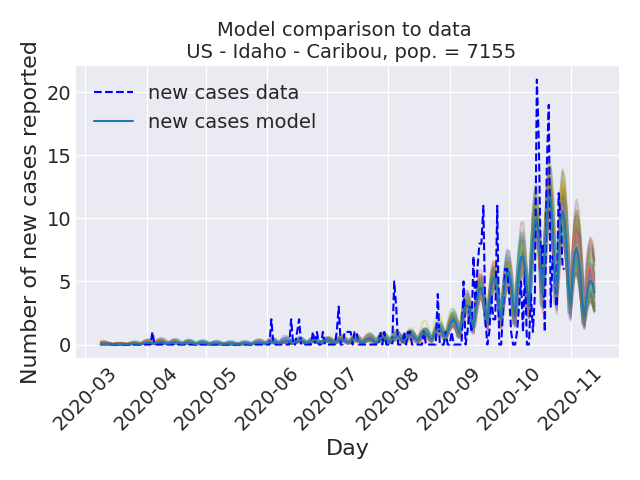 Model comparison to data
US - Idaho - Caribou, pop. = 7155
Number of new cases reported
20
15
10
5
0
new cases data
new cases model
2020-03
2020-04
2020-05
2020-06
2020-07
2020-08
2020-09
2020-10
2020-11
Day